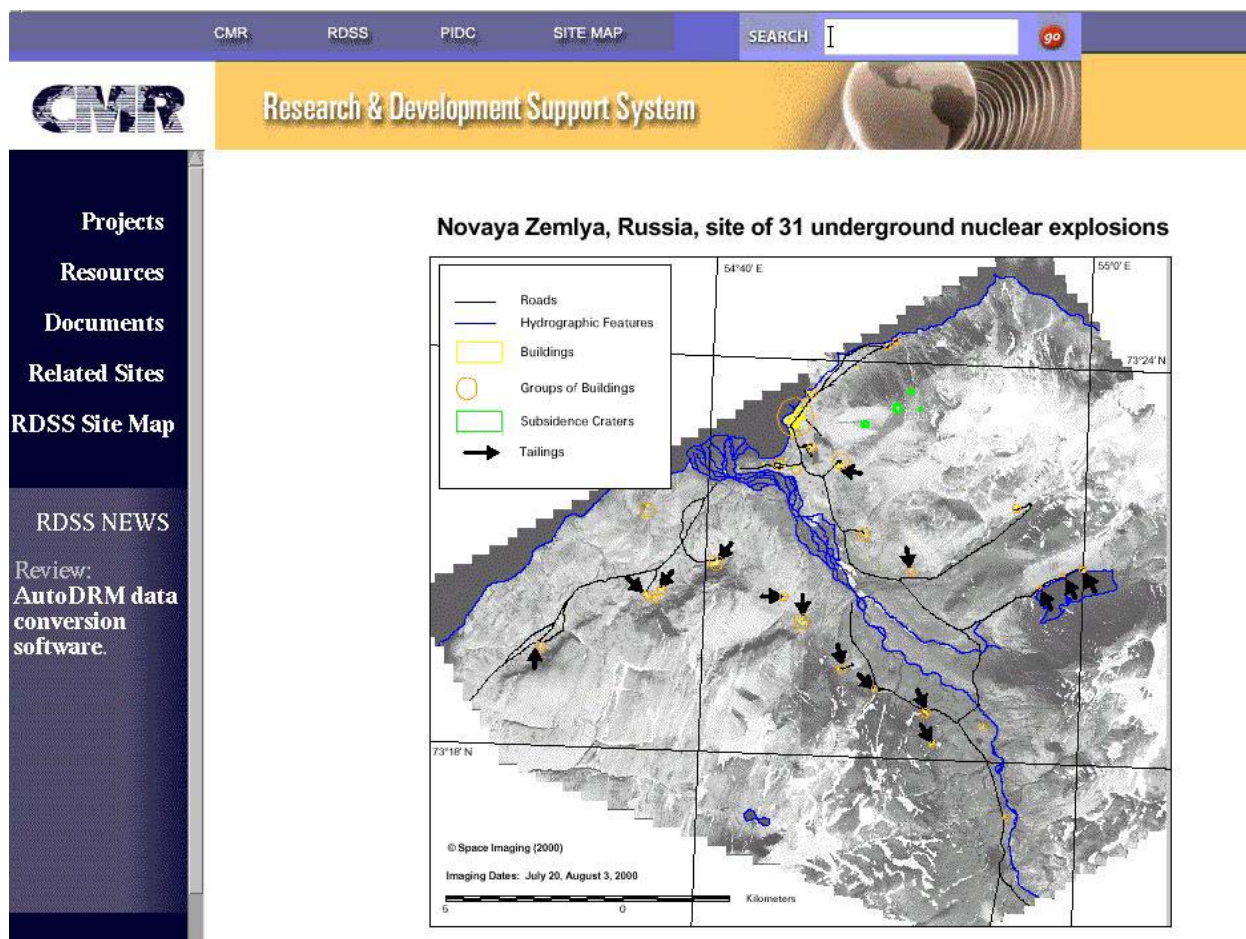 CMR RDSS PIDC SITE MAP SEARCH go
CMR
Research & Development Support System
Projects
Resources
Documents
Related Sites
RDSS Site Map
RDSS NEWS
Review:
AutoDRM data
conversion
software.
Novaya Zemlya, Russia, site of 31 underground nuclear explosions
54°40' E
55°0' E
Roads
Hydrographic Features
Buildings
Groups of Buildings
Subsidence Craters
Tailings
73°24' N
73°18' N
© Space Imaging (2000)
Imaging Dates: July 20, August 3, 2000
Kilometers
0